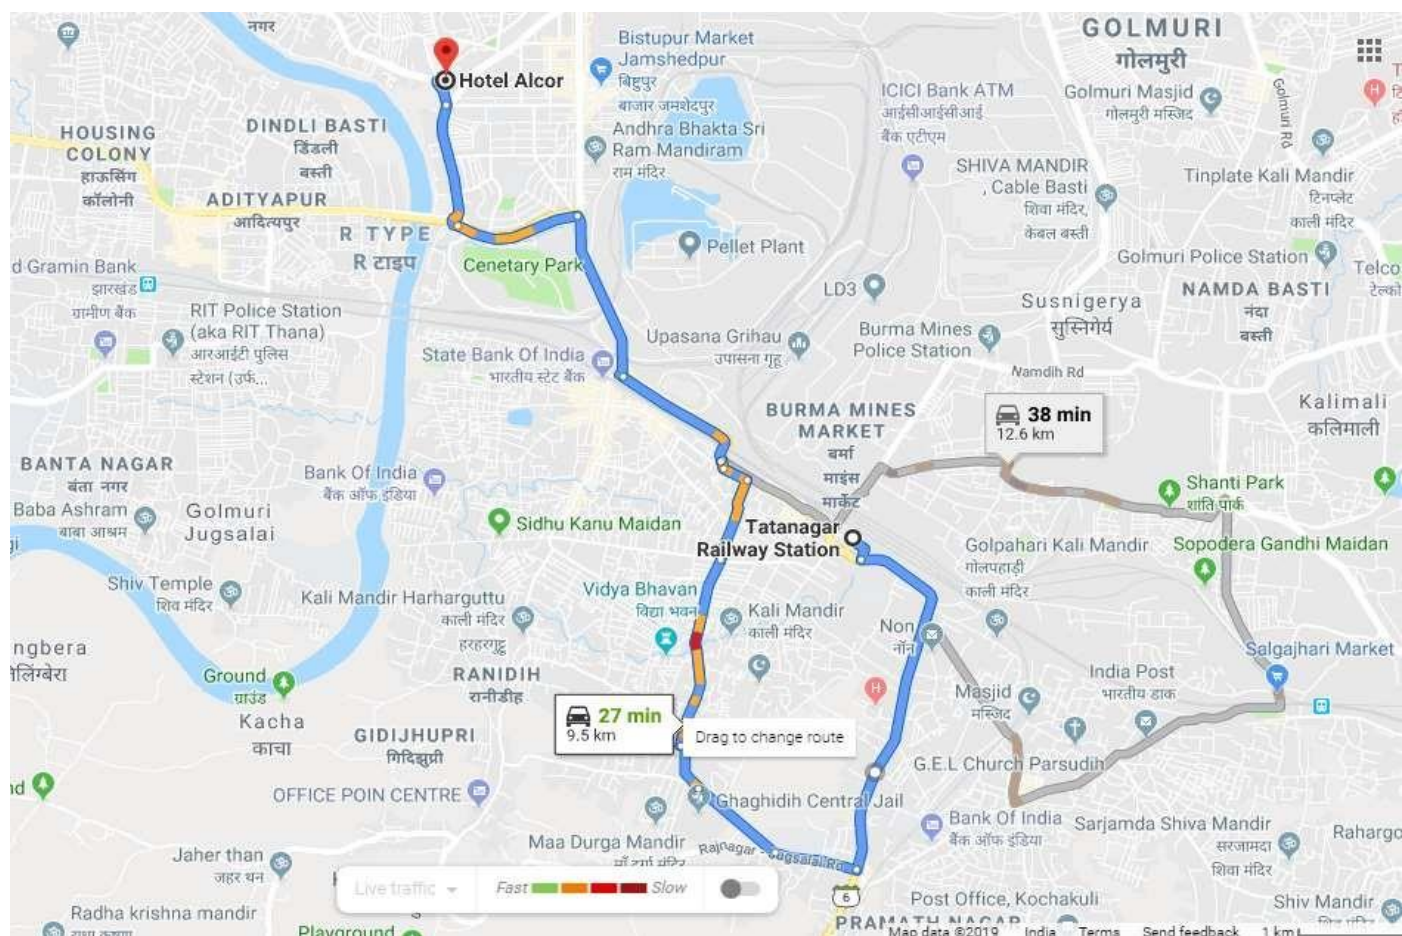 नगर
GOLMURI
गोलमुरी
Bistupur Market
Jamshedpur
बिष्टुपुर
बाजार जमशेदपुर
Hotel Alcor
ICICI Bank ATM
आईसीआईसीआई
बैंक एटीएम
Golmuri Masjid
गोलमुरी मस्जिद
Golmuri Rd
HOUSING
COLONY
हाऊसिंग
कॉलोनी
DINDLI BASTI
डिंडली
बस्ती
Andhra Bhakta Sri
Ram Mandiram
राम मंदिर
SHIVA MANDIR
, Cable Basti
शिवा मंदिर,
केबल बस्ती
Tinplate Kali Mandir
टिनप्लेट
काली मंदिर
ADITYAPUR
आदित्यपुर
R TYPE
R टाइप
Cenetary Park
Pellet Plant
Golmuri Police Station
Telco
टेल्को
d Gramin Bank
झारखंड
ग्रामीण बैंक
LD3
Susnigerya
सुस्निगेर्य
NAMDA BASTI
नंदा
बस्ती
RIT Police Station
(aka RIT Thana)
आरआईटी पुलिस
स्टेशन (उर्फ...
State Bank Of India
भारतीय स्टेट बैंक
Upasana Grihau
उपासना गृहू
Burma Mines
Police Station
Namdih Rd
BURMA MINES
MARKET
बर्मा
माइंस
मार्केट
38 min
12.6 km
Kalimali
कलिमाली
BANTA NAGAR
बंता नगर
Bank Of India
बैंक ऑफ इंडिया
Shanti Park
शांति पार्क
Baba Ashram
बाबा आश्रम
Golmuri
Jugsalai
Sidhu Kanu Maidan
Tatanagar
Railway Station
Golpahari Kali Mandir
गोलपहाड़ी
काली मंदिर
Sopodera Gandhi Maidan
Shiv Temple
शिव मंदिर
Kali Mandir Harharguttu
काली मंदिर
हरहरगुट्टू
Vidya Bhavan
विद्या भवन
Kali Mandir
काली मंदिर
Non
नॉन
ngbera
Ground
ग्राउंड
RANIDIH
रानीडीह
Salgajhari Market
India Post
भारतीय डाक
Masjid
मस्जिद
Kacha
काचा
GIDIJHUPRI
गिदिझुप्री
27 min
9.5 km
Drag to change route
G.E.L Church Parsudih
OFFICE POIN CENTRE
Ghaghidih Central Jail
Bank Of India
बैंक ऑफ इंडिया
Sarjamda Shiva Mandir
सरजामदा
शिवा मंदिर
Rahargo
Maa Durga Mandir
Rajnagar - Jugsalai Rd
Jaher than
जहर थन
Live traffic
Fast
Slow
6
Post Office, Kochakuli
Shiv Mandir
Radha krishna mandir
Playground
PRAMATH NAGAR
Map data ©2019 India Terms Send feedback 1 km